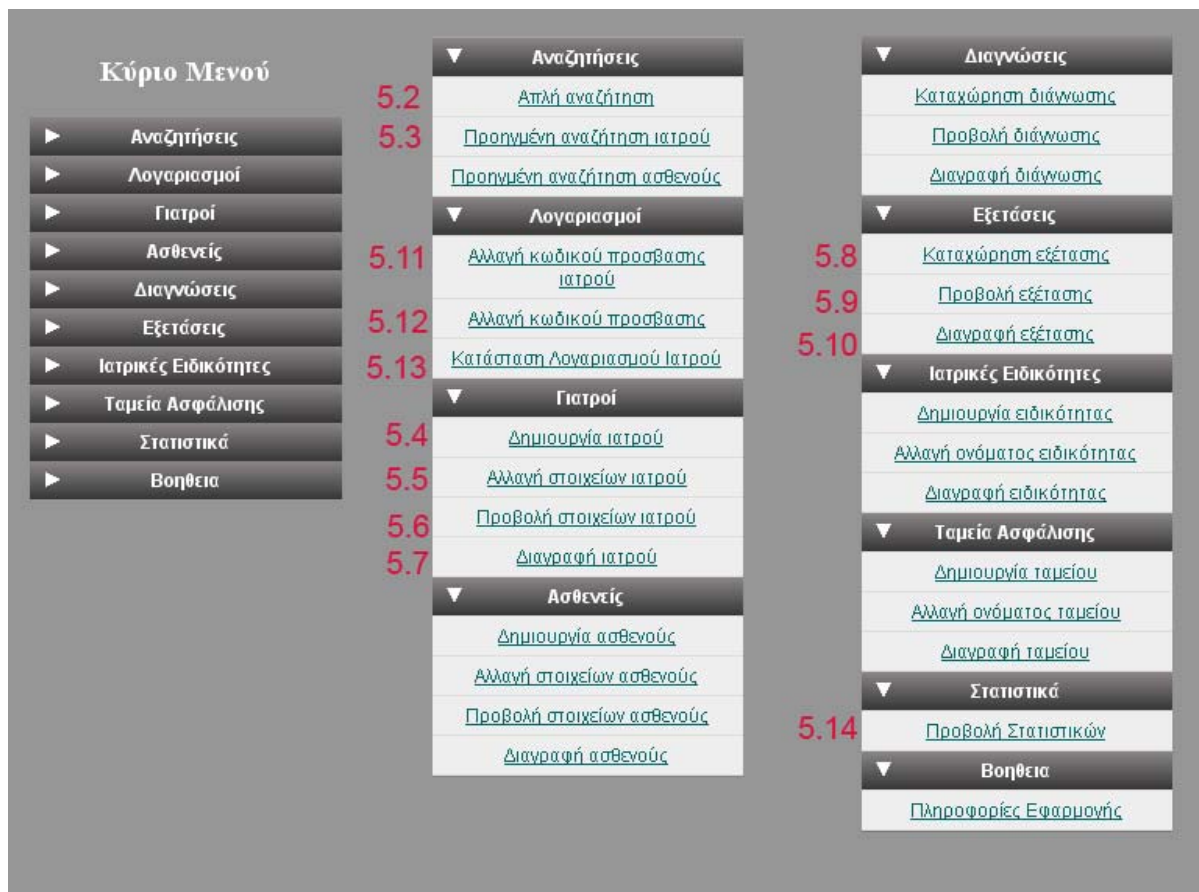 Κύριο Μενού
Αναζητήσεις
Λογαριασμοί
Γιατροί
Ασθενείς
Διαγνώσεις
Εξετάσεις
Ιατρικές Ειδικότητες
Ταμεία Ασφάλισης
Στατιστικά
Βοηθεια
Αναζητήσεις
5.2 Απλή αναζήτηση
5.3 Προηγμένη αναζήτηση ιατρού
Προηγμένη αναζήτηση ασθενούς
Λογαριασμοί
5.11 Αλλαγή κωδικού προσβασης
ιατρού
5.12 Αλλαγή κωδικού προσβασης
5.13 Κατάσταση Λογαριασμού Ιατρού
Γιατροί
5.4 Δημιουργία ιατρού
5.5 Αλλαγή στοιχείων ιατρού
5.6 Προβολή στοιχείων ιατρού
5.7 Διαγραφή ιατρού
Ασθενείς
Δημιουργία ασθενούς
Αλλαγή στοιχείων ασθενούς
Προβολή στοιχείων ασθενούς
Διαγραφή ασθενούς
Διαγνώσεις
Καταχώρηση διάγνωσης
Προβολή διάγνωσης
Διαγραφή διάγνωσης
Εξετάσεις
5.8 Καταχώρηση εξέτασης
5.9 Προβολή εξέτασης
5.10 Διαγραφή εξέτασης
Ιατρικές Ειδικότητες
Δημιουργία ειδικότητας
Αλλαγή ονόματος ειδικότητας
Διαγραφή ειδικότητας
Ταμεία Ασφάλισης
Δημιουργία ταμείου
Αλλαγή ονόματος ταμείου
Διαγραφή ταμείου
Στατιστικά
5.14 Προβολή Στατιστικών
Βοηθεια
Πληροφορίες Εφαρμογής